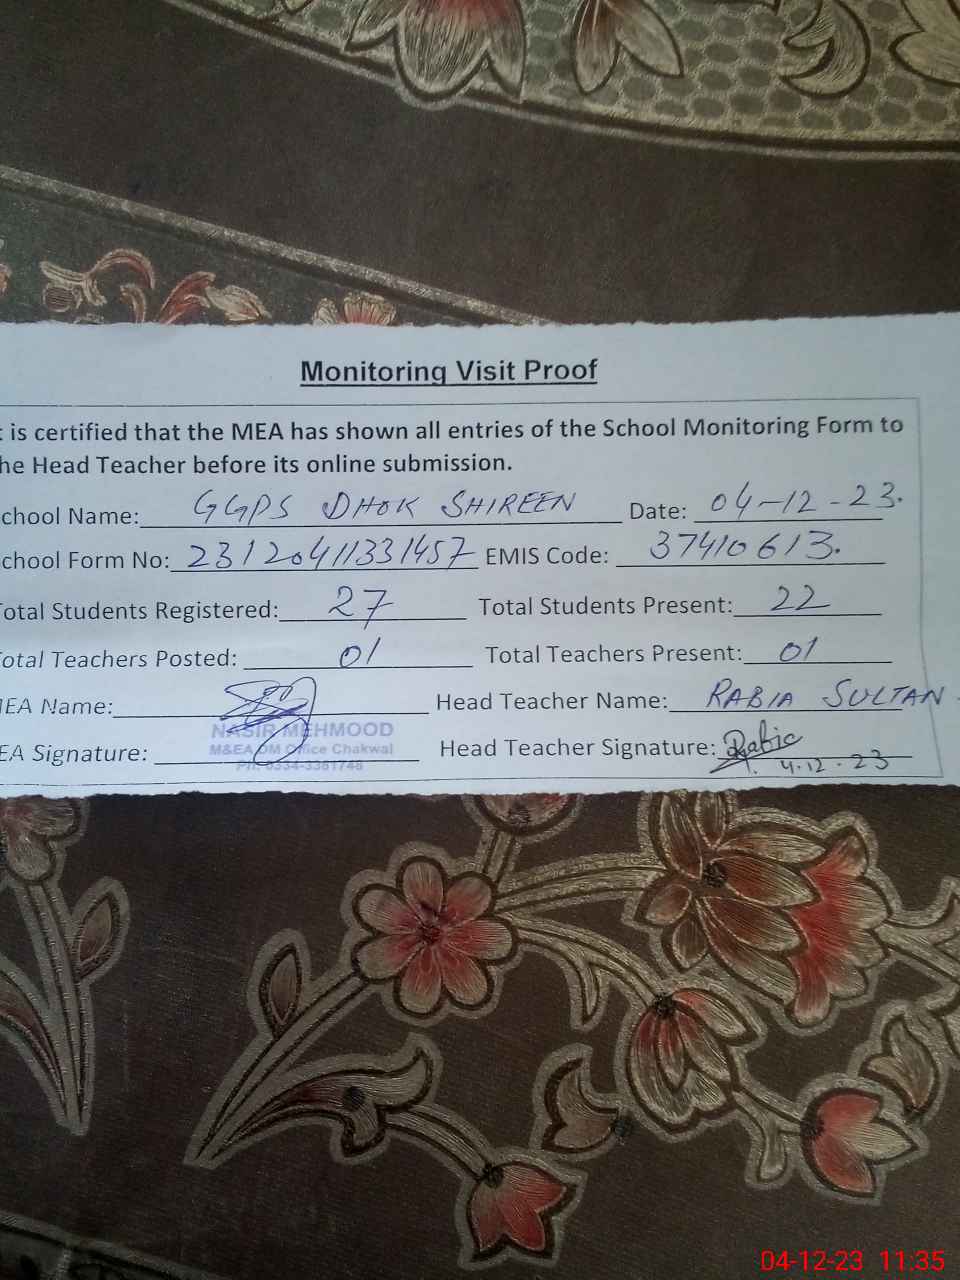 Monitoring Visit Proof
t is certified that the MEA has shown all entries of the School Monitoring Form to
he Head Teacher before its online submission.
chool Name: GGPS DHOK SHIREEN Date: 04-12-23.
chool Form No: 23120411331457 EMIS Code: 37410613.
Total Students Registered: 27 Total Students Present: 22
Total Teachers Posted: 01 Total Teachers Present: 01
MEA Name: Head Teacher Name: RABIA SULTAN
NASIR MEHMOOD
EA Signature: M&EA DM Office Chakwal Head Teacher Signature: Rabia
4.12.23
04-12-23 11:35